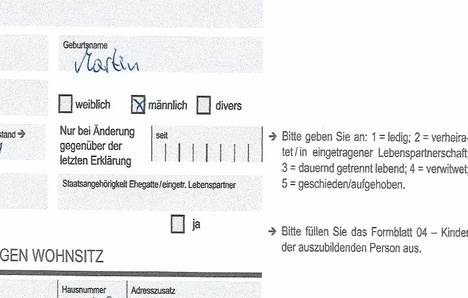 Geburtsname
Martin
weiblich
männlich
divers
stand →
Nur bei Änderung
gegenüber der
letzten Erklärung
seit
→ Bitte geben Sie an: 1 = ledig; 2 = verheira-
tet/in eingetragener Lebenspartnerschaft;
3 = dauernd getrennt lebend; 4 = verwitwet;
5 = geschieden/aufgehoben.
Staatsangehörigkeit Ehegatte/eingetr. Lebenspartner
ja
→ Bitte füllen Sie das Formblatt 04 – Kinder
der auszubildenden Person aus.
GEN WOHNSITZ
Hausnummer
Adresszusatz